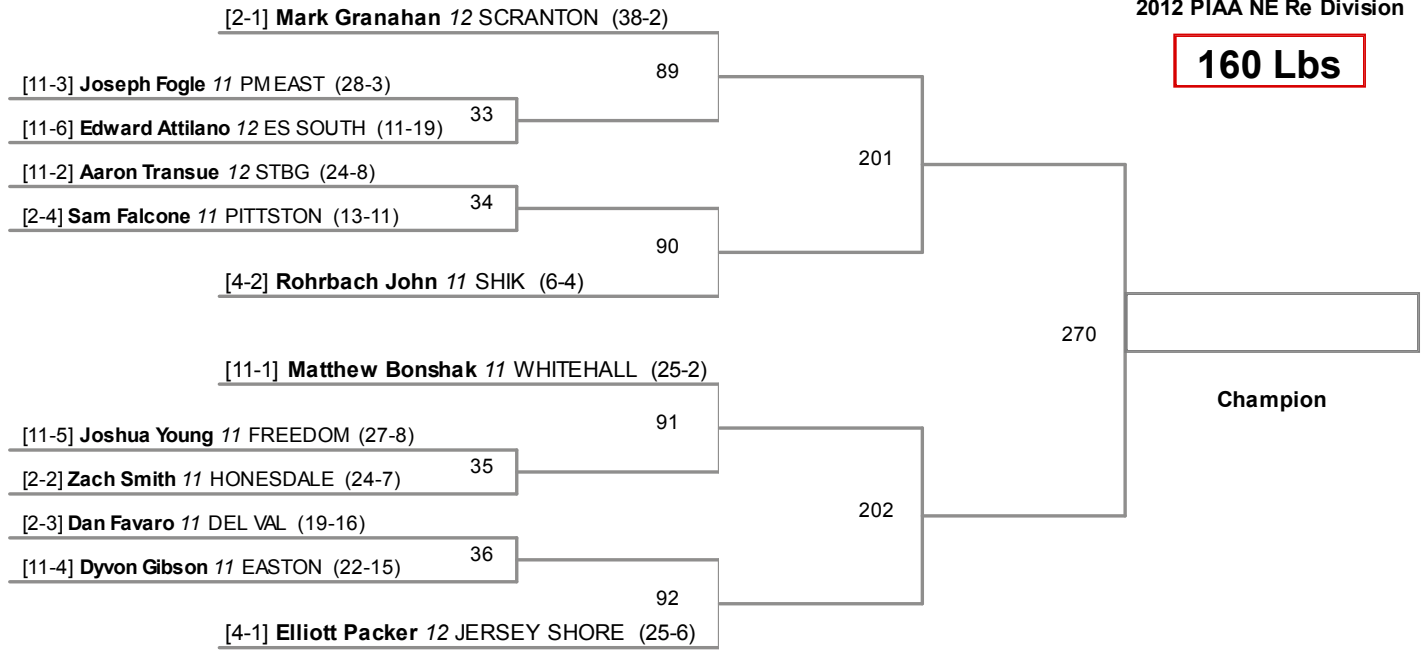 2012 PIAA NE Re Division
160 Lbs
[2-1] Mark Granahan 12 SCRANTON (38-2)
89
[11-3] Joseph Fogle 11 PM EAST (28-3)
33
[11-6] Edward Attilano 12 ES SOUTH (11-19)
201
[11-2] Aaron Transue 12 STBG (24-8)
34
[2-4] Sam Falcone 11 PITTSTON (13-11)
90
[4-2] Rohrbach John 11 SHIK (6-4)
270
[11-1] Matthew Bonshak 11 WHITEHALL (25-2)
Champion
91
[11-5] Joshua Young 11 FREEDOM (27-8)
35
[2-2] Zach Smith 11 HONESDALE (24-7)
202
[2-3] Dan Favaro 11 DEL VAL (19-16)
36
[11-4] Dyvon Gibson 11 EASTON (22-15)
92
[4-1] Elliott Packer 12 JERSEY SHORE (25-6)